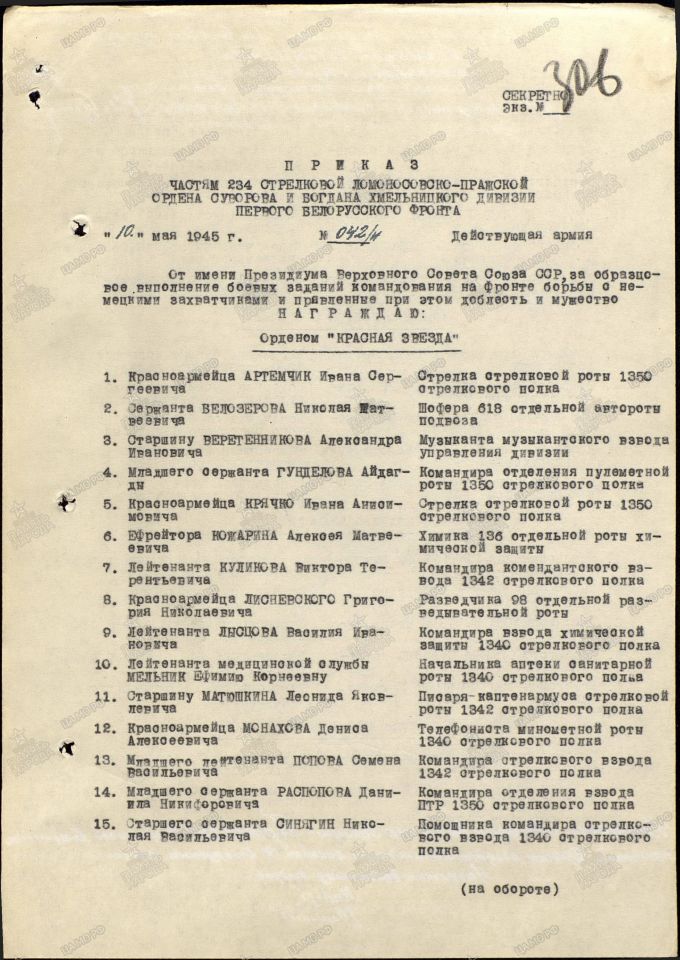 306
СЕКРЕТНО
экз.№
П Р И К А З
ЧАСТЯМ 234 СТРЕЛКОВОЙ ЛОМОНОСОВСКО-ПРАЖСКОЙ
ОРДЕНА СУВОРОВА И БОГДАНА ХМЕЛЬНИЦКОГО ДИВИЗИИ
ПЕРВОГО БЕЛОРУССКОГО ФРОНТА
"10." мая 1945 г. № 042/н Действующая армия
От имени Президиума Верховного Совета Союза ССР, за образцо-
вое выполнение боевых заданий командования на фронте борьбы с не-
мецкими захватчиками и прявленные при этом доблесть и мужество
Н А Г Р А Ж Д А Ю:
Орденом "КРАСНАЯ ЗВЕЗДА"
1. Красноармейца АРТЕМЧИК Ивана Сер- Стрелка стрелковой роты 1350
геевича стрелкового полка
2. Сержанта БЕЛОЗЕРОВА Николая Мат- Шофера 618 отдельной автороты
веевича подвоза
3. Старшину ВЕРЕТЕННИКОВА Александра Музыканта музыкантского взвода
Ивановича управления дивизии
4. Младшего сержанта ГУНДЕЛОВА Айдаг- Командира отделения пулеметной
ды роты 1350 стрелкового полка
5. Красноармейца КРЯЧКО Ивана Аниси- Стрелка стрелковой роты 1350
мовича стрелкового полка
6. Ефрейтора КОЖАРИНА Алексея Матве- Химика 136 отдельной роты хи-
евича мической защиты
7. Лейтенанта КУЛИКОВА Виктора Те- Командира комендантского вз-
рентьевича вода 1342 стрелкового полка
8. Красноармейца ЛИСНЕВСКОГО Григо- Разведчика 98 отдельной раз-
рия Николаевича ведывательной роты
9. Лейтенанта ЛЫСЦОВА Василия Ива- Командира взвода химической
новича защиты 1340 стрелкового полка
10. Лейтенанта медицинской службы Начальника аптеки санитарной
МЕЛЬНИК Ефимию Корнеевну роты 1340 стрелкового полка
11. Старшину МАТЮШКИНА Леонида Яков- Писаря-каптенармуса стрелковой
левича роты 1342 стрелкового полка
12. Красноармейца МОНАХОВА Дениса Телефониста минометной роты
Алексеевича 1340 стрелкового полка
13. Младшего лейтенанта ПОПОВА Семена Командира стрелкового взвода
Васильевича 1342 стрелкового полка
14. Младшего сержанта РАСПОПОВА Дани- Командира отделения взвода
ила Никифоровича ПТР 1350 стрелкового полка
15. Старшего сержанта СИНЯГИН Нико- Помощника командира стрелко-
лая Васильевича вого взвода 1340 стрелкового
полка
(на обороте)